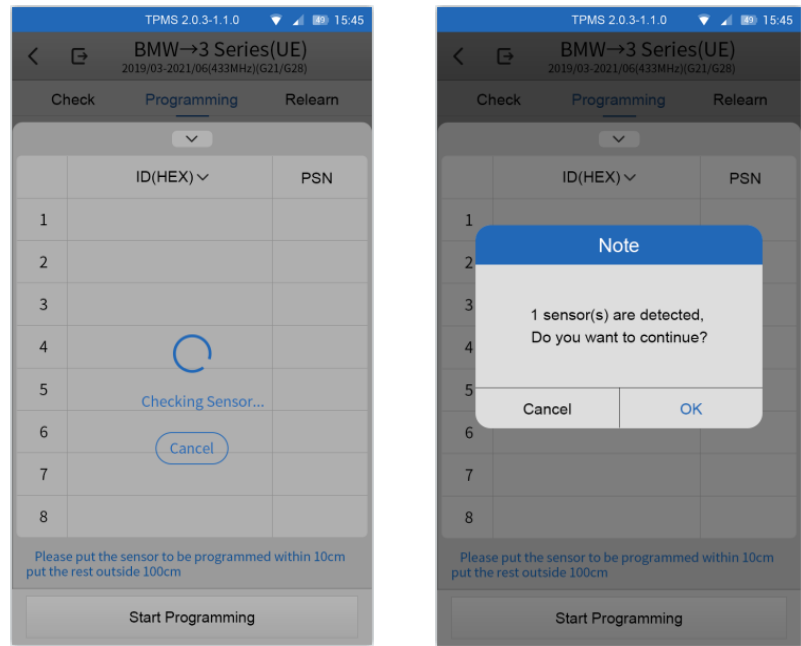 TPMS 2.0.3-1.1.0 49 15:45
BMW→3 Series(UE)
2019/03-2021/06(433MHz)(G21/G28)
Check Programming Relearn
ID(HEX) PSN
1
2
3
4
5
Checking Sensor...
6
Cancel
7
8
Please put the sensor to be programmed within 10cm
put the rest outside 100cm
Start Programming
TPMS 2.0.3-1.1.0 49 15:45
BMW→3 Series(UE)
2019/03-2021/06(433MHz)(G21/G28)
Check Programming Relearn
ID(HEX) PSN
1
Note
2
3
1 sensor(s) are detected,
Do you want to continue?
4
5
Cancel OK
6
7
8
Please put the sensor to be programmed within 10cm
put the rest outside 100cm
Start Programming